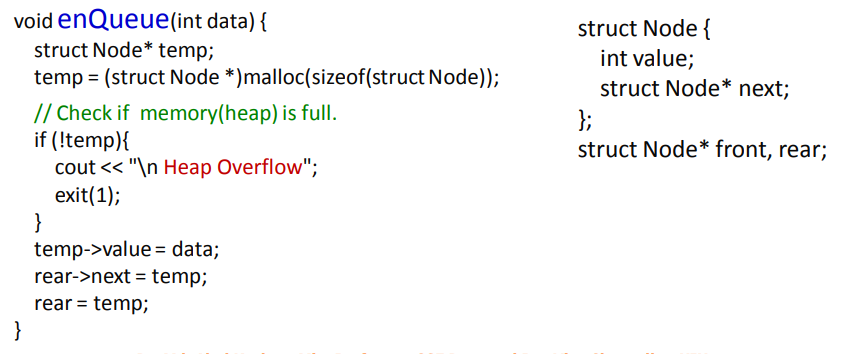 void enQueue(int data) {
struct Node* temp;
temp = (struct Node *)malloc(sizeof(struct Node));
// Check if memory(heap) is full.
if (!temp){
cout << "\n Heap Overflow";
exit(1);
}
temp->value = data;
rear->next = temp;
rear = temp;
}
struct Node {
int value;
struct Node* next;
};
struct Node* front, rear;